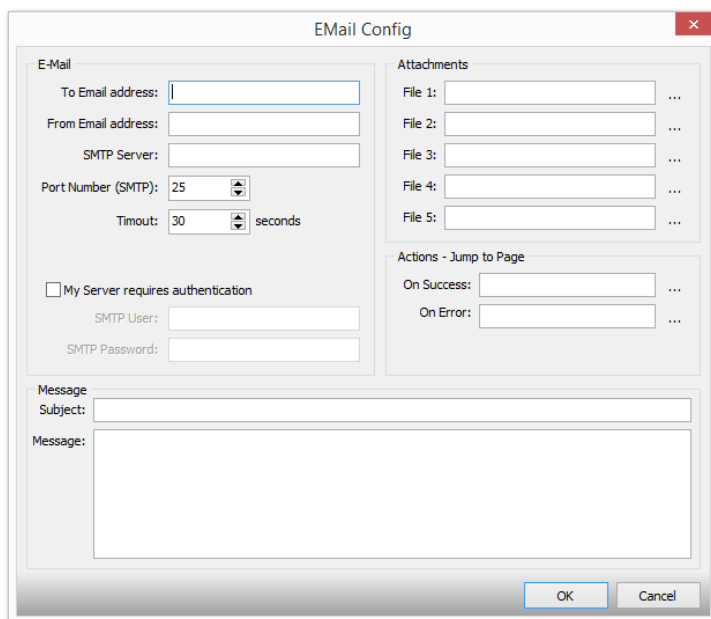 EMail Config
E-Mail
To Email address:
From Email address:
SMTP Server:
Port Number (SMTP): 25
Timout: 30 seconds
My Server requires authentication
SMTP User:
SMTP Password:
Attachments
File 1: ...
File 2: ...
File 3: ...
File 4: ...
File 5: ...
Actions - Jump to Page
On Success: ...
On Error: ...
Message
Subject:
Message:
OK Cancel